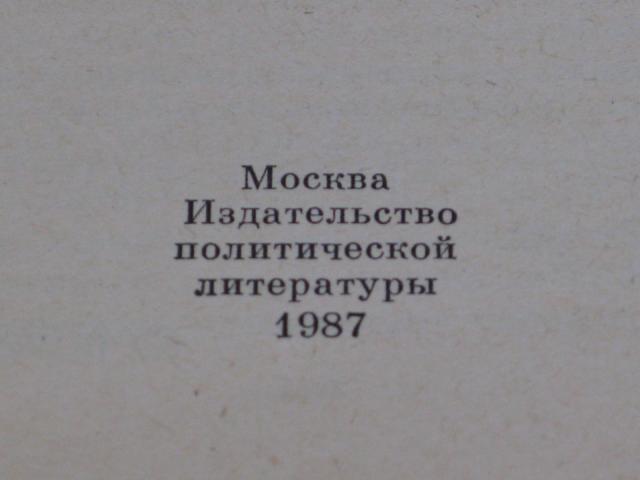 Москва
Издательство
политической
литературы
1987